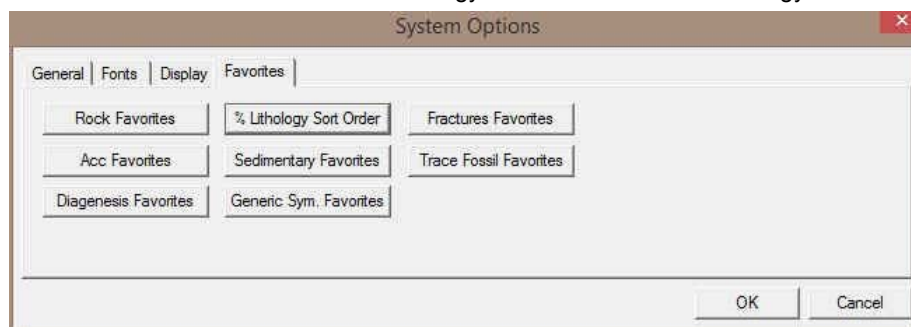 System Options
General Fonts Display Favorites
Rock Favorites % Lithology Sort Order Fractures Favorites
Acc Favorites Sedimentary Favorites Trace Fossil Favorites
Diagenesis Favorites Generic Sym. Favorites
OK Cancel